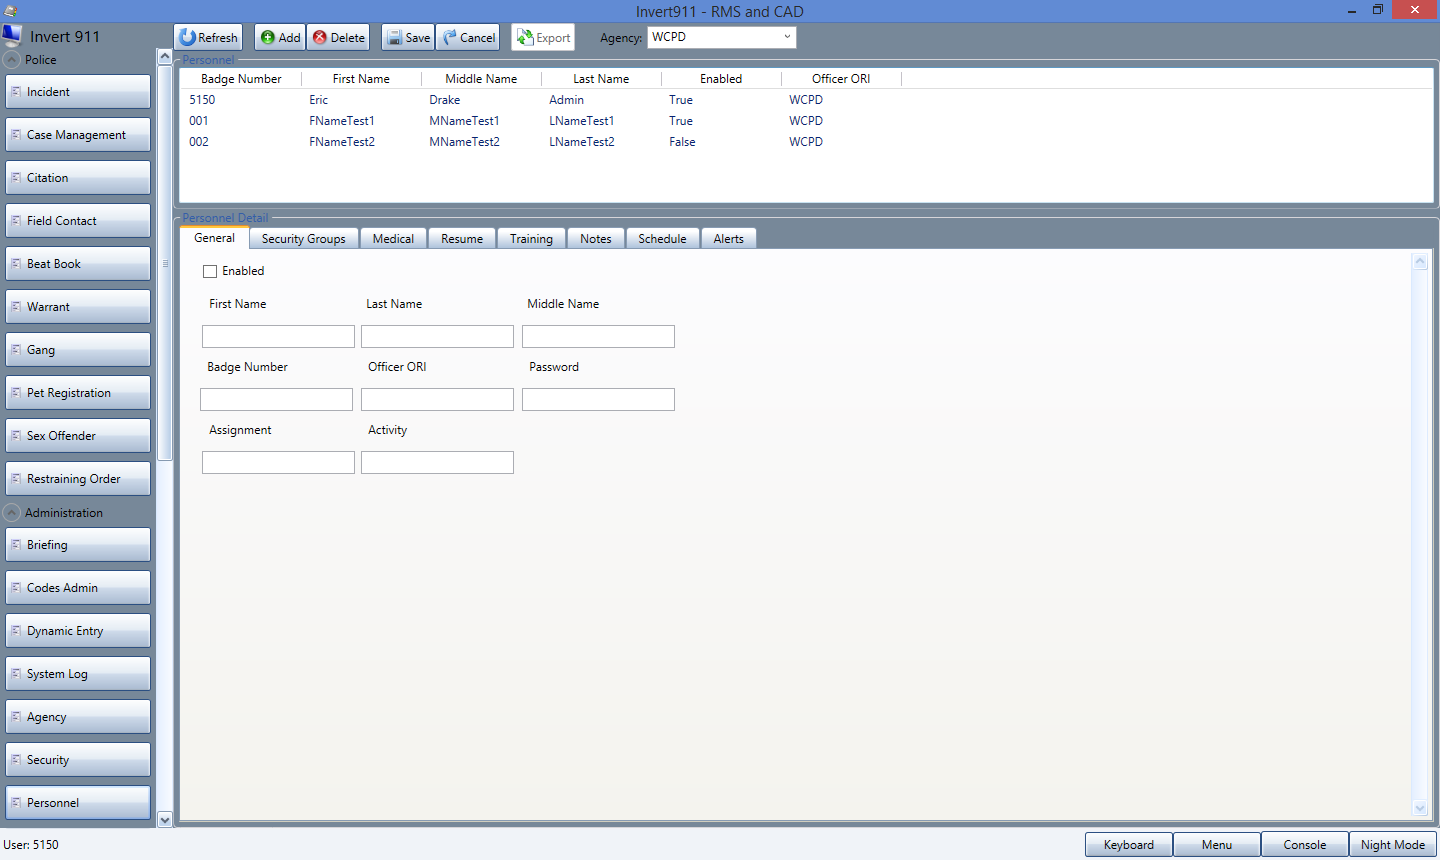 Invert911 - RMS and CAD
Invert 911
Refresh Add Delete Save Cancel Export Agency: WCPD
Police
Incident
Case Management
Citation
Field Contact
Beat Book
Warrant
Gang
Pet Registration
Sex Offender
Restraining Order
Administration
Briefing
Codes Admin
Dynamic Entry
System Log
Agency
Security
Personnel
Personnel
Badge Number First Name Middle Name Last Name Enabled Officer ORI
5150 Eric Drake Admin True WCPD
001 FNameTest1 MNameTest1 LNameTest1 True WCPD
002 FNameTest2 MNameTest2 LNameTest2 False WCPD
Personnel Detail
General Security Groups Medical Resume Training Notes Schedule Alerts
Enabled
First Name Last Name Middle Name
Badge Number Officer ORI Password
Assignment Activity
User: 5150
Keyboard Menu Console Night Mode